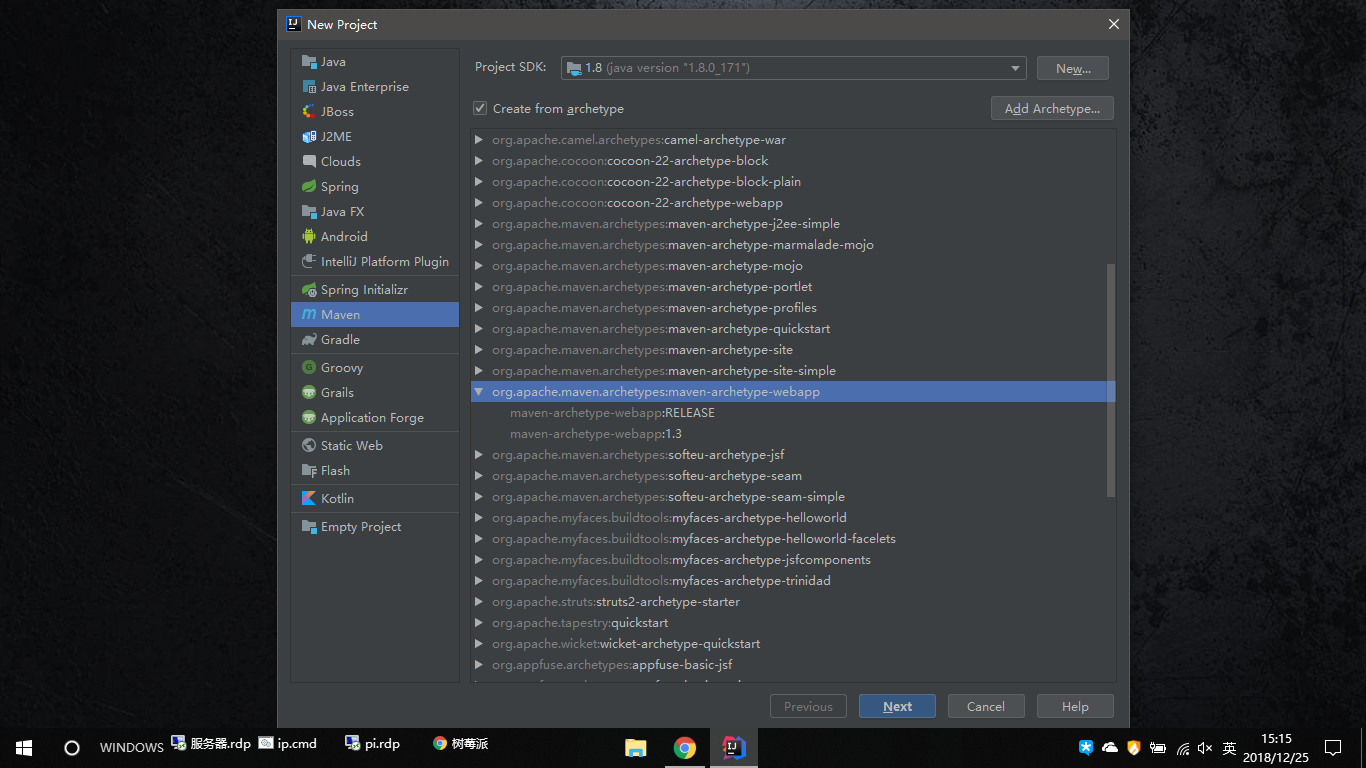 New Project
Java
Java Enterprise
JBoss
J2ME
Clouds
Spring
Java FX
Android
IntelliJ Platform Plugin
Spring Initializr
Maven
Gradle
Groovy
Grails
Application Forge
Static Web
Flash
Kotlin
Empty Project
Project SDK: 1.8 (java version "1.8.0_171") New...
Create from archetype Add Archetype...
org.apache.camel.archetypes:camel-archetype-war
org.apache.cocoon:cocoon-22-archetype-block
org.apache.cocoon:cocoon-22-archetype-block-plain
org.apache.cocoon:cocoon-22-archetype-webapp
org.apache.maven.archetypes:maven-archetype-j2ee-simple
org.apache.maven.archetypes:maven-archetype-marmalade-mojo
org.apache.maven.archetypes:maven-archetype-mojo
org.apache.maven.archetypes:maven-archetype-portlet
org.apache.maven.archetypes:maven-archetype-profiles
org.apache.maven.archetypes:maven-archetype-quickstart
org.apache.maven.archetypes:maven-archetype-site
org.apache.maven.archetypes:maven-archetype-site-simple
org.apache.maven.archetypes:maven-archetype-webapp
maven-archetype-webapp:RELEASE
maven-archetype-webapp:1.3
org.apache.maven.archetypes:softeu-archetype-jsf
org.apache.maven.archetypes:softeu-archetype-seam
org.apache.maven.archetypes:softeu-archetype-seam-simple
org.apache.myfaces.buildtools:myfaces-archetype-helloworld
org.apache.myfaces.buildtools:myfaces-archetype-helloworld-facelets
org.apache.myfaces.buildtools:myfaces-archetype-jsfcomponents
org.apache.myfaces.buildtools:myfaces-archetype-trinidad
org.apache.struts:struts2-archetype-starter
org.apache.tapestry:quickstart
org.apache.wicket:wicket-archetype-quickstart
org.appfuse.archetypes:appfuse-basic-jsf
Previous Next Cancel Help
WINDOWS 服务器.rdp ip.cmd pi.rdp 树莓派 英 15:15
2018/12/25